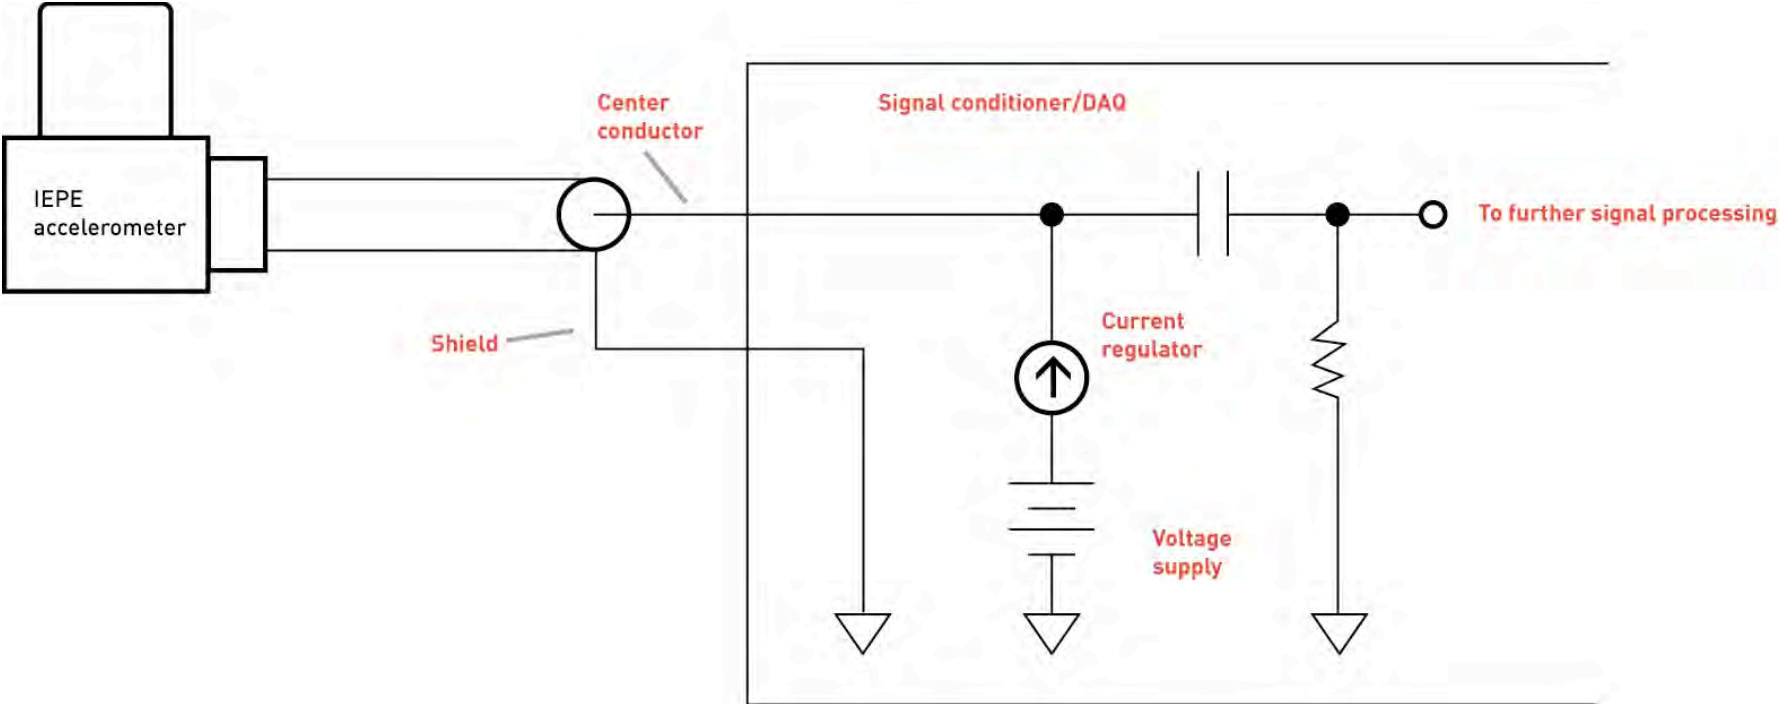 Center
conductor
Signal conditioner/DAQ
IEPE
accelerometer
To further signal processing
Shield
Current
regulator
Voltage
supply